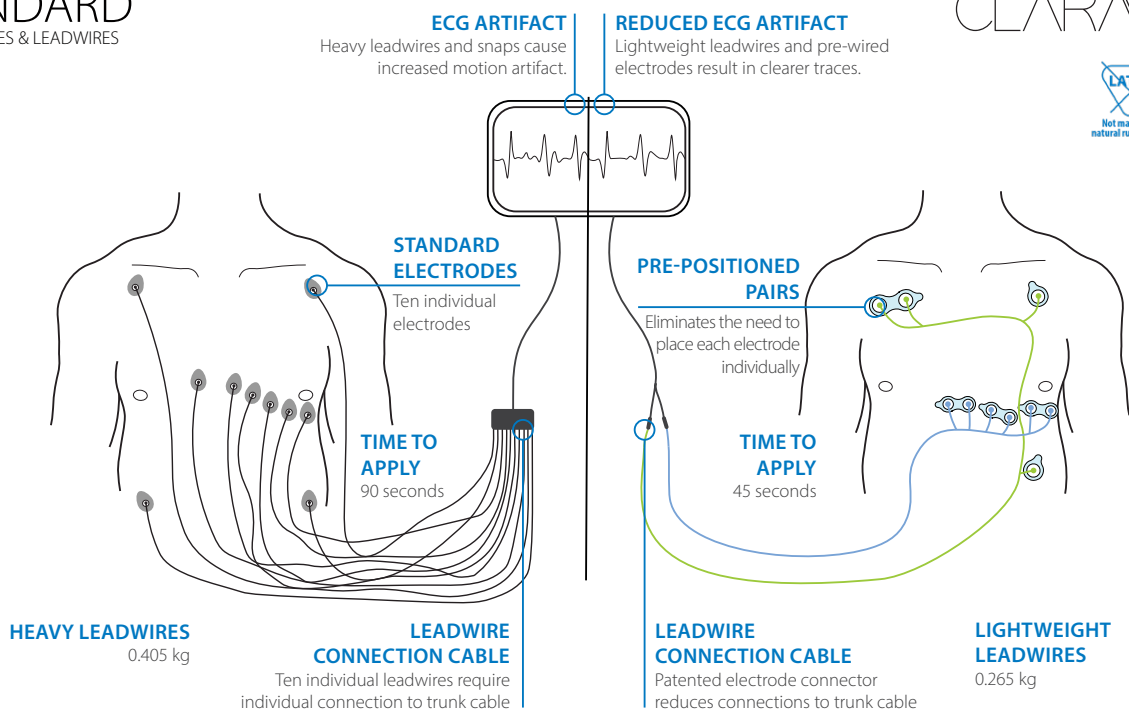 ES & LEADWIRES
ECG ARTIFACT
Heavy leadwires and snaps cause
increased motion artifact.
REDUCED ECG ARTIFACT
Lightweight leadwires and pre-wired
electrodes result in clearer traces.
STANDARD
ELECTRODES
Ten individual
electrodes
PRE-POSITIONED
PAIRS
Eliminates the need to
place each electrode
individually
TIME TO
APPLY
90 seconds
TIME TO
APPLY
45 seconds
HEAVY LEADWIRES
0.405 kg
LEADWIRE
CONNECTION CABLE
Ten individual leadwires require
individual connection to trunk cable
LEADWIRE
CONNECTION CABLE
Patented electrode connector
reduces connections to trunk cable
LIGHTWEIGHT
LEADWIRES
0.265 kg